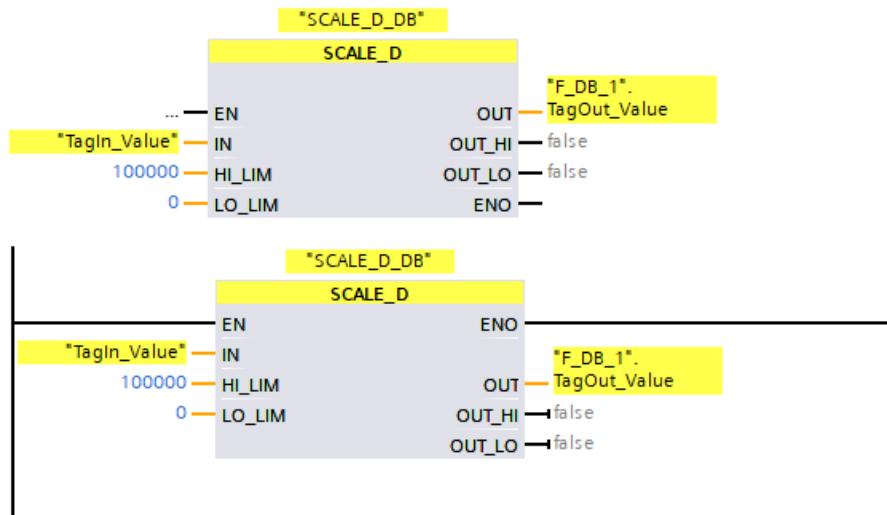 "SCALE_D_DB"
SCALE_D
"F_DB_1".
... EN OUT TagOut_Value
"TagIn_Value" IN OUT_HI false
100000 HI_LIM OUT_LO false
0 LO_LIM ENO
"SCALE_D_DB"
SCALE_D
EN ENO
"TagIn_Value" IN "F_DB_1".
100000 HI_LIM OUT TagOut_Value
0 LO_LIM OUT_HI false
OUT_LO false